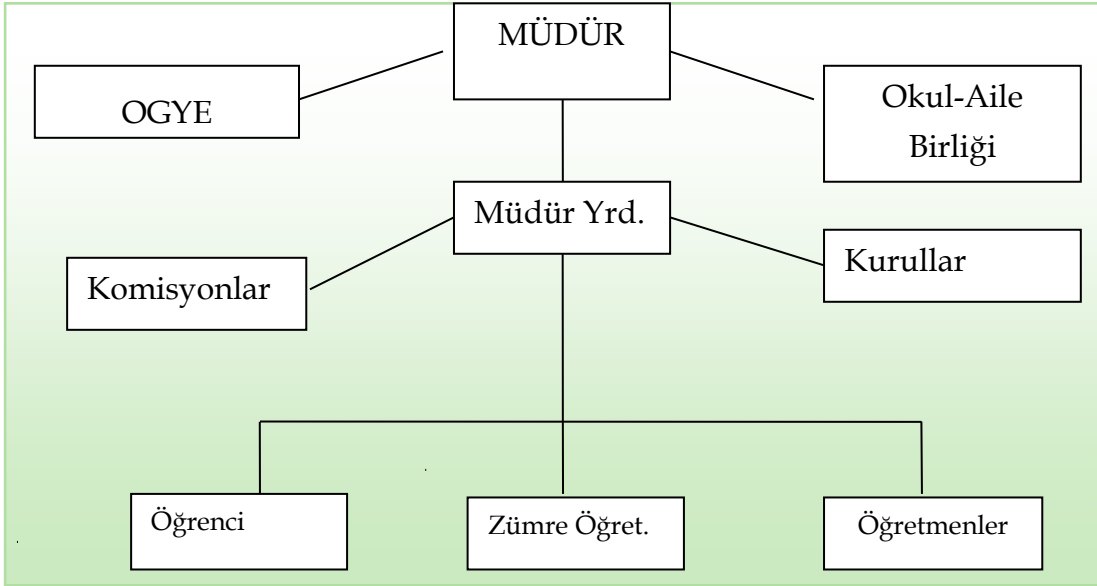 MÜDÜR
OGYE
Okul-Aile
Birliği
Müdür Yrd.
Kurullar
Komisyonlar
Öğrenci
Zümre Öğret.
Öğretmenler